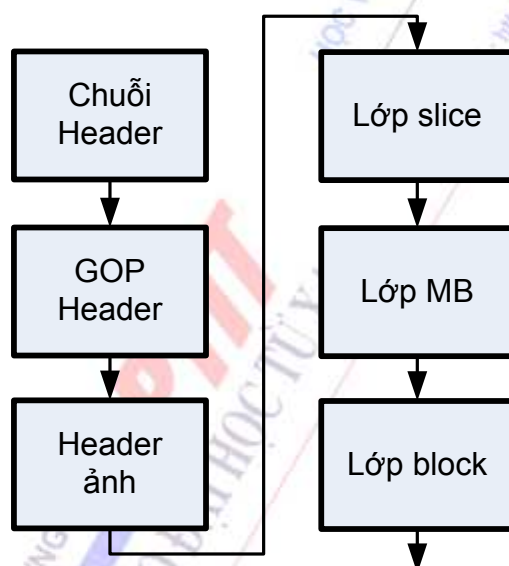 Chuỗi
Header
GOP
Header
Header
ảnh
Lớp slice
Lớp MB
Lớp block